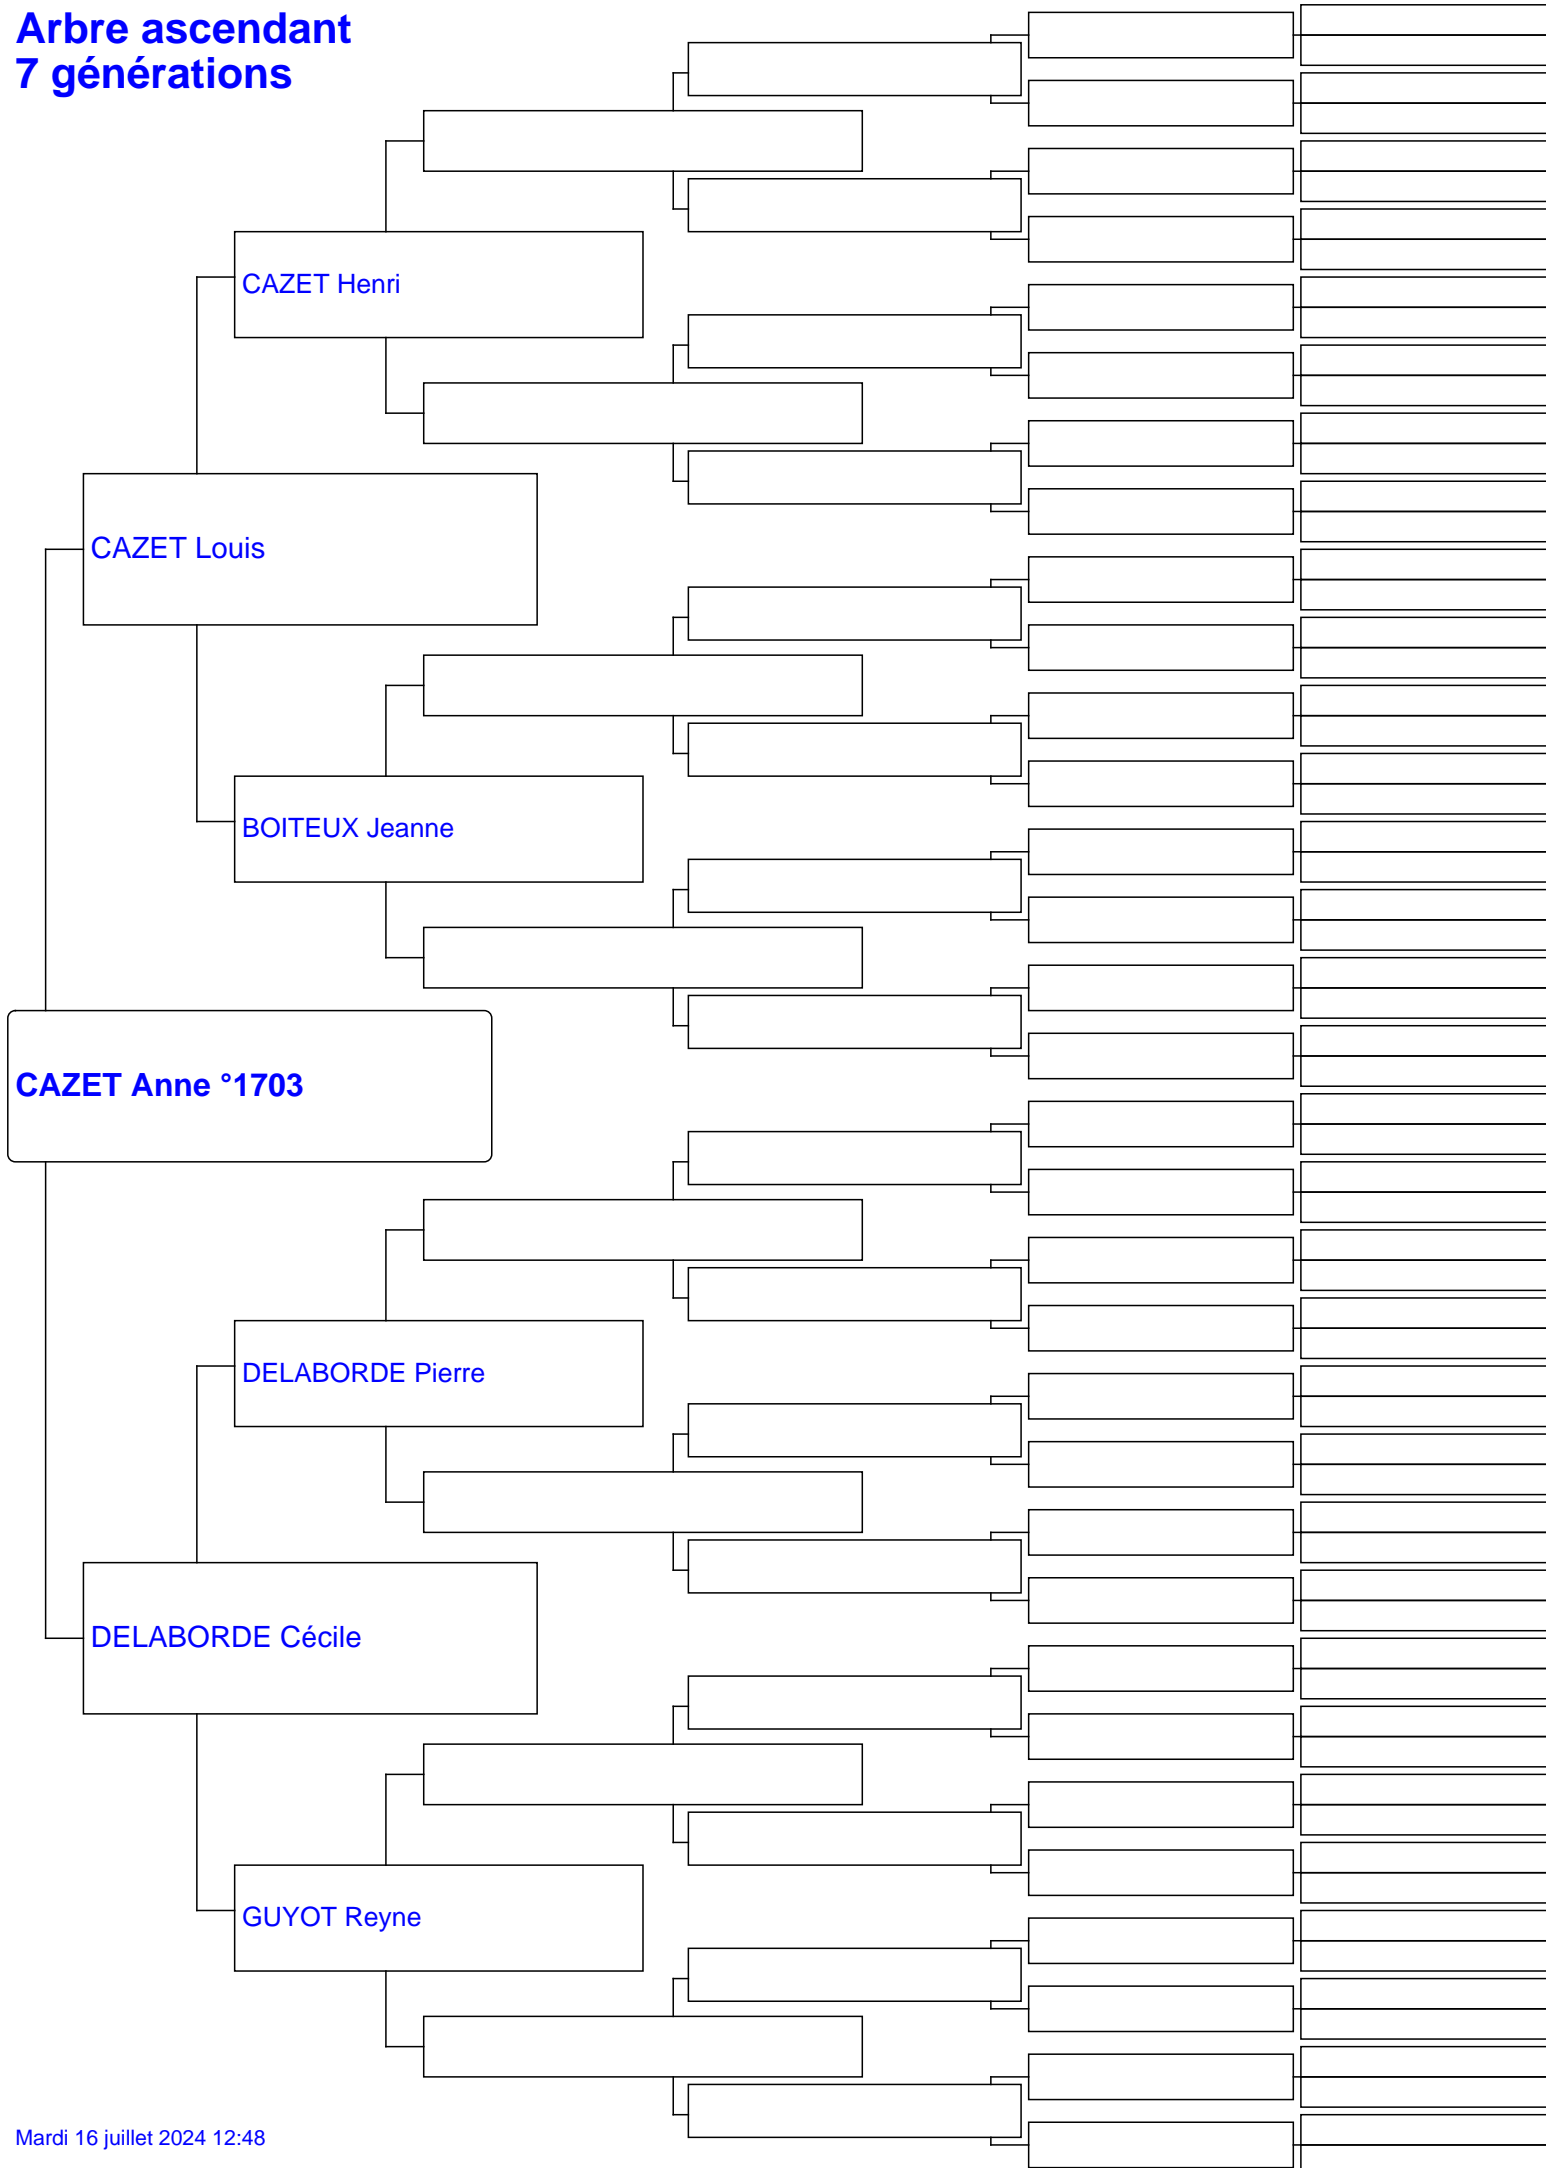 Arbre ascendant
7 générations
CAZET Henri
CAZET Louis
BOITEUX Jeanne
CAZET Anne °1703
DELABORDE Pierre
DELABORDE Cécile
GUYOT Reyne
Mardi 16 juillet 2024 12:48